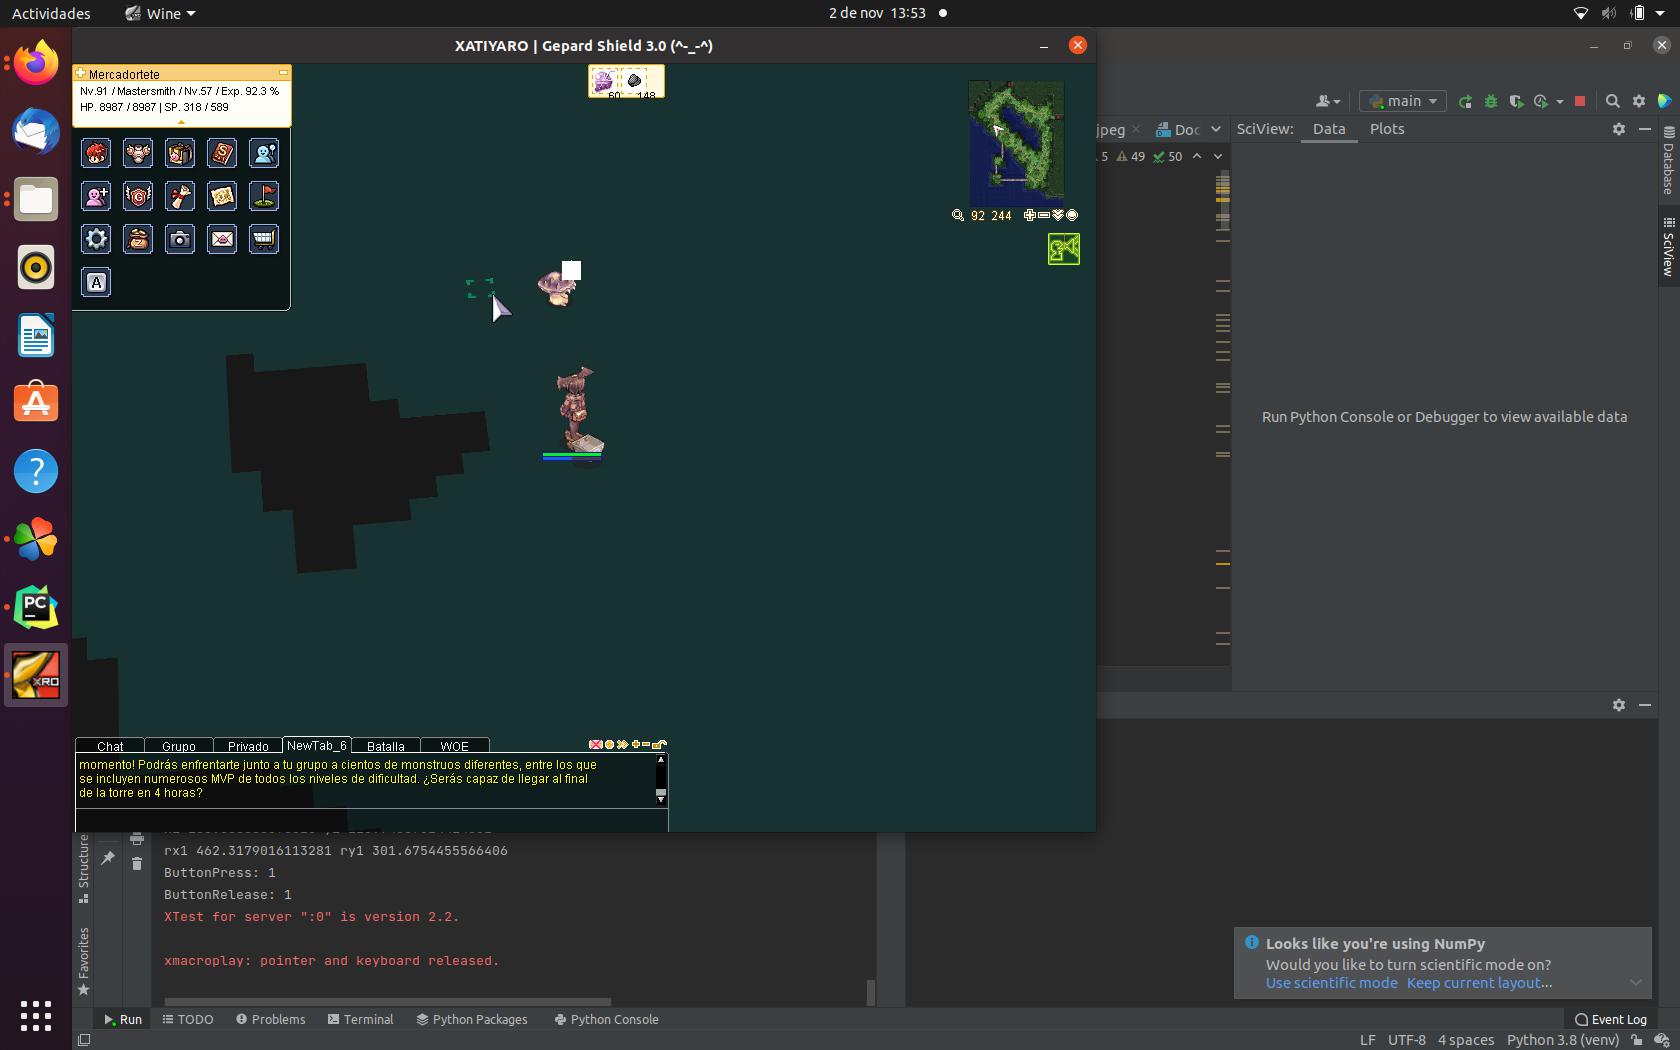 Actividades
Wine
2 de nov 13:53
XATIYARO | Gepard Shield 3.0 (^-_-^)
Mercadortete
Nv.91 / Mastersmith / Nv.57 / Exp. 92.3 %
HP. 8987 / 8987 | SP. 318 / 589
60 148
92 244
A
main
jpeg
Doc
SciView:
Data
Plots
5 49 50
Database
SciView
Run Python Console or Debugger to view available data
PC
XRO
Chat
Grupo
Privado
NewTab_6
Batalla
WOE
momento! Podrás enfrentarte junto a tu grupo a cientos de monstruos diferentes, entre los que
se incluyen numerosos MVP de todos los niveles de dificultad. ¿Serás capaz de llegar al final
de la torre en 4 horas?
rx1 462.3179016113281 ry1 301.6754455566406
ButtonPress: 1
ButtonRelease: 1
XTest for server ":0" is version 2.2.
xmacroplay: pointer and keyboard released.
Structure
Favorites
Looks like you're using NumPy
Would you like to turn scientific mode on?
Use scientific mode Keep current layout...
Run
TODO
Problems
Terminal
Python Packages
Python Console
Event Log
LF UTF-8 4 spaces Python 3.8 (venv)